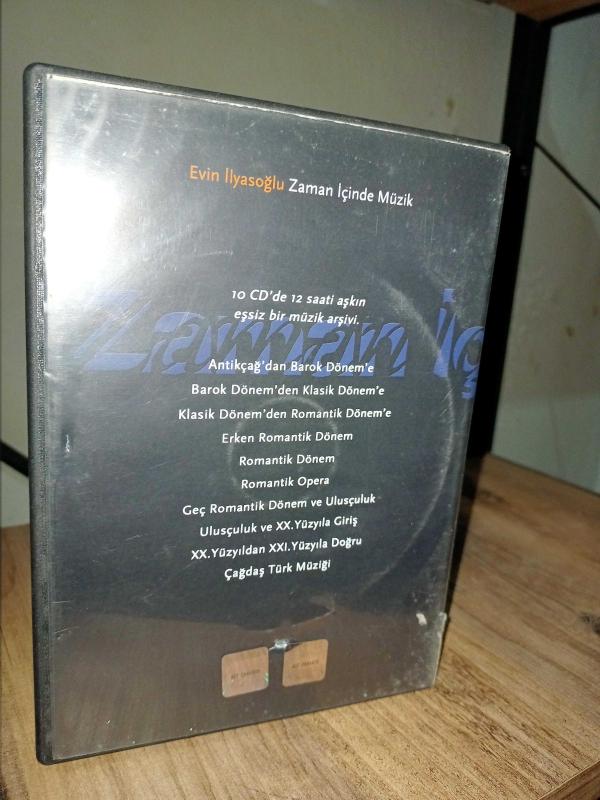 Evin İlyasoğlu Zaman İçinde Müzik
10 CD'de 12 saati aşkın
eşsiz bir müzik arşivi.
Zaman İç
Antikçağ'dan Barok Dönem'e
Barok Dönem'den Klasik Dönem'e
Klasik Dönem'den Romantik Dönem'e
Erken Romantik Dönem
Romantik Dönem
Romantik Opera
Geç Romantik Dönem ve Ulusçuluk
Ulusçuluk ve XX.Yüzyıla Giriş
XX.Yüzyıldan XXI.Yüzyıla Doğru
Çağdaş Türk Müziği